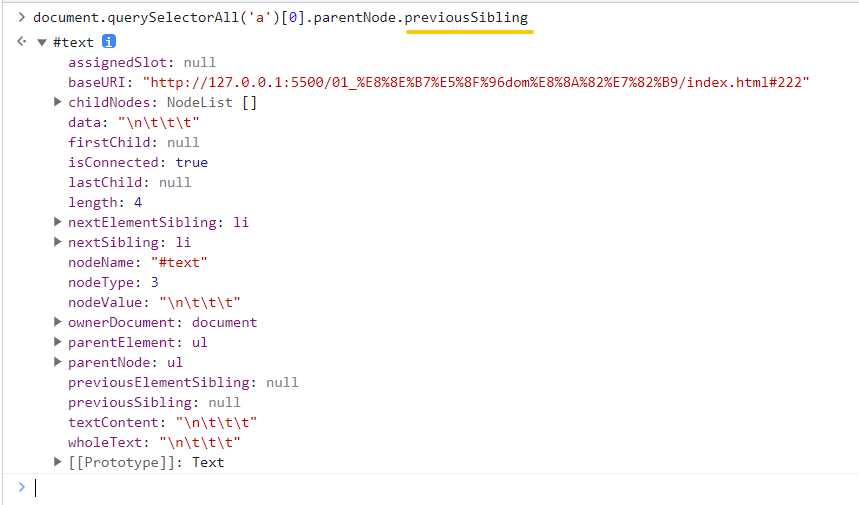 document.querySelectorAll('a')[0].parentNode.previousSibling
#text i
assignedSlot: null
baseURI: "http://127.0.0.1:5500/01_%E8%8E%B7%E5%8F%96dom%E8%8A%82%E7%82%B9/index.html#222"
childNodes: NodeList []
data: "\n\t\t\t"
firstChild: null
isConnected: true
lastChild: null
length: 4
nextElementSibling: li
nextSibling: li
nodeName: "#text"
nodeType: 3
nodeValue: "\n\t\t\t"
ownerDocument: document
parentElement: ul
parentNode: ul
previousElementSibling: null
previousSibling: null
textContent: "\n\t\t\t"
wholeText: "\n\t\t\t"
[[Prototype]]: Text